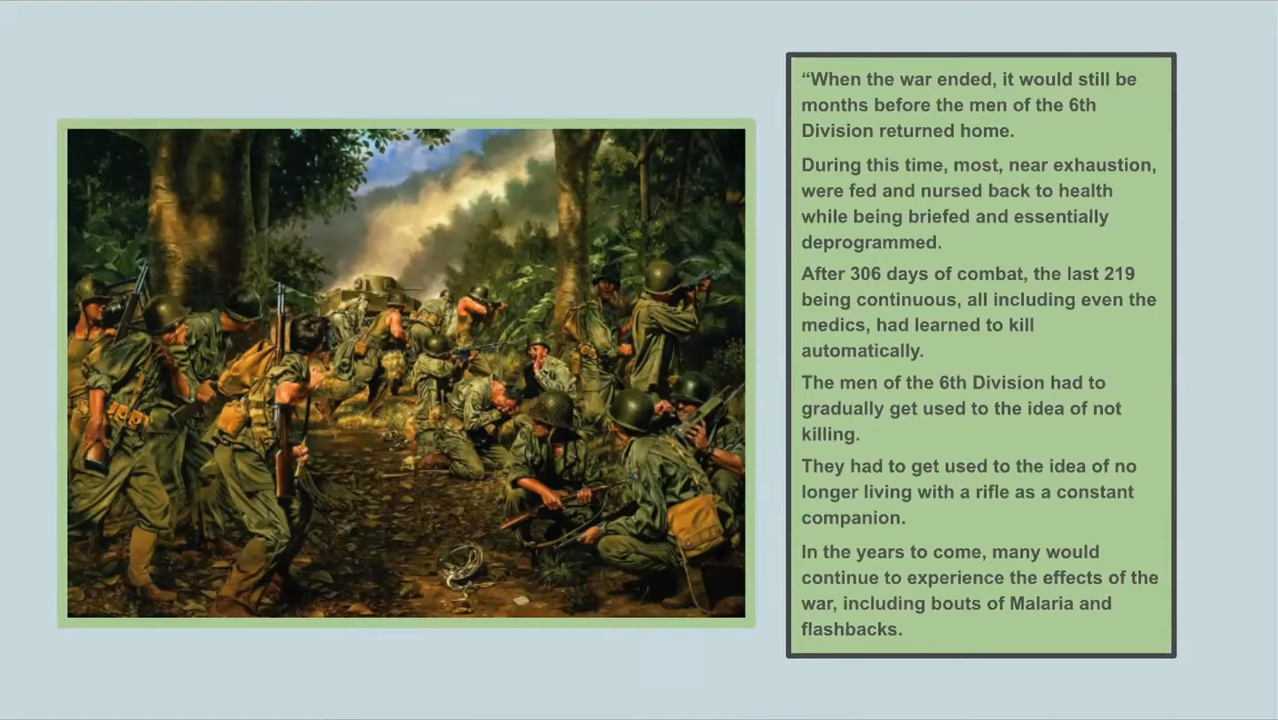 “When the war ended, it would still be
months before the men of the 6th
Division returned home.
During this time, most, near exhaustion,
were fed and nursed back to health
while being briefed and essentially
deprogrammed.
After 306 days of combat, the last 219
being continuous, all including even the
medics, had learned to kill
automatically.
The men of the 6th Division had to
gradually get used to the idea of not
killing.
They had to get used to the idea of no
longer living with a rifle as a constant
companion.
In the years to come, many would
continue to experience the effects of the
war, including bouts of Malaria and
flashbacks.